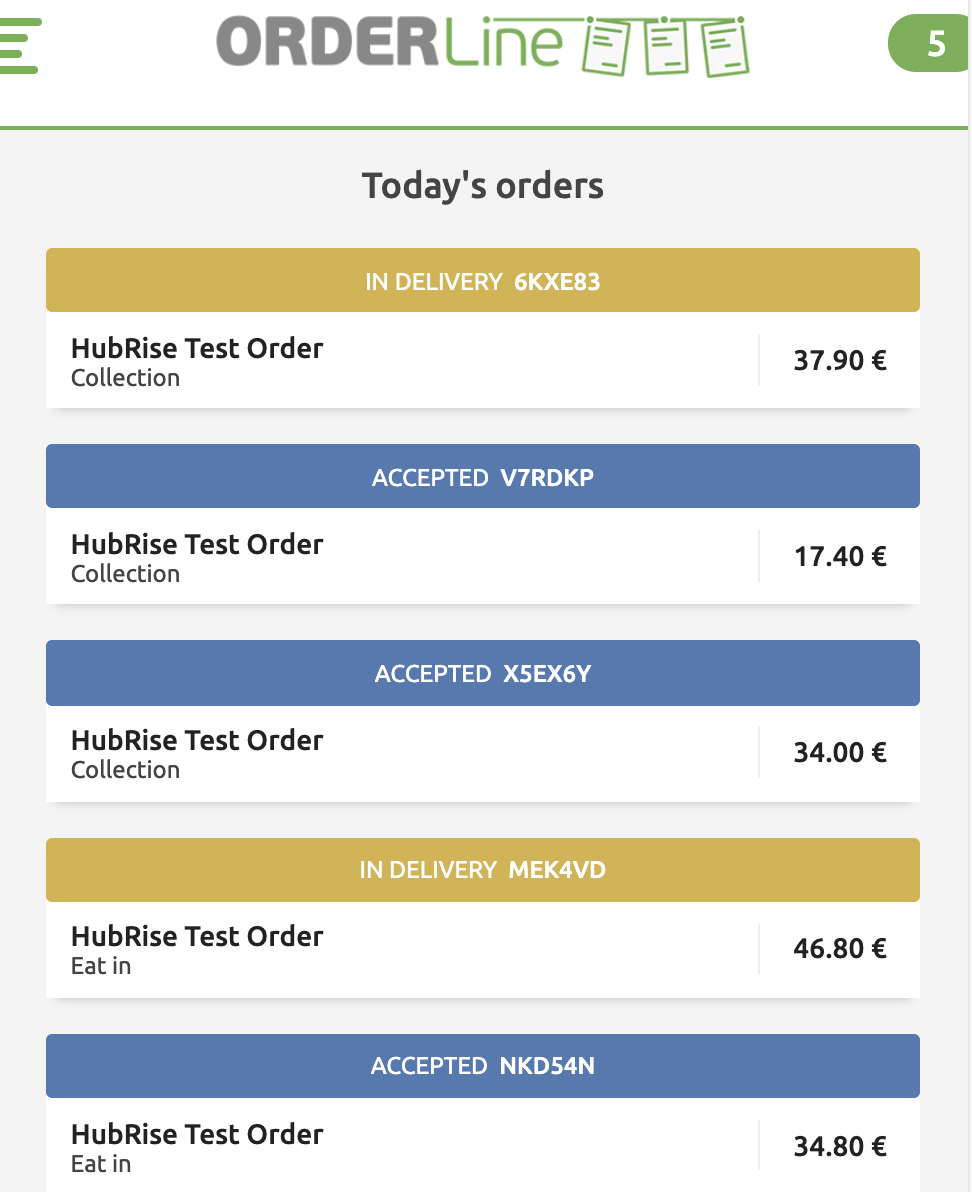 ORDERLine
5
Today's orders
IN DELIVERY 6KXE83
HubRise Test Order
Collection
37.90 €
ACCEPTED V7RDKP
HubRise Test Order
Collection
17.40 €
ACCEPTED X5EX6Y
HubRise Test Order
Collection
34.00 €
IN DELIVERY MEK4VD
HubRise Test Order
Eat in
46.80 €
ACCEPTED NKD54N
HubRise Test Order
Eat in
34.80 €